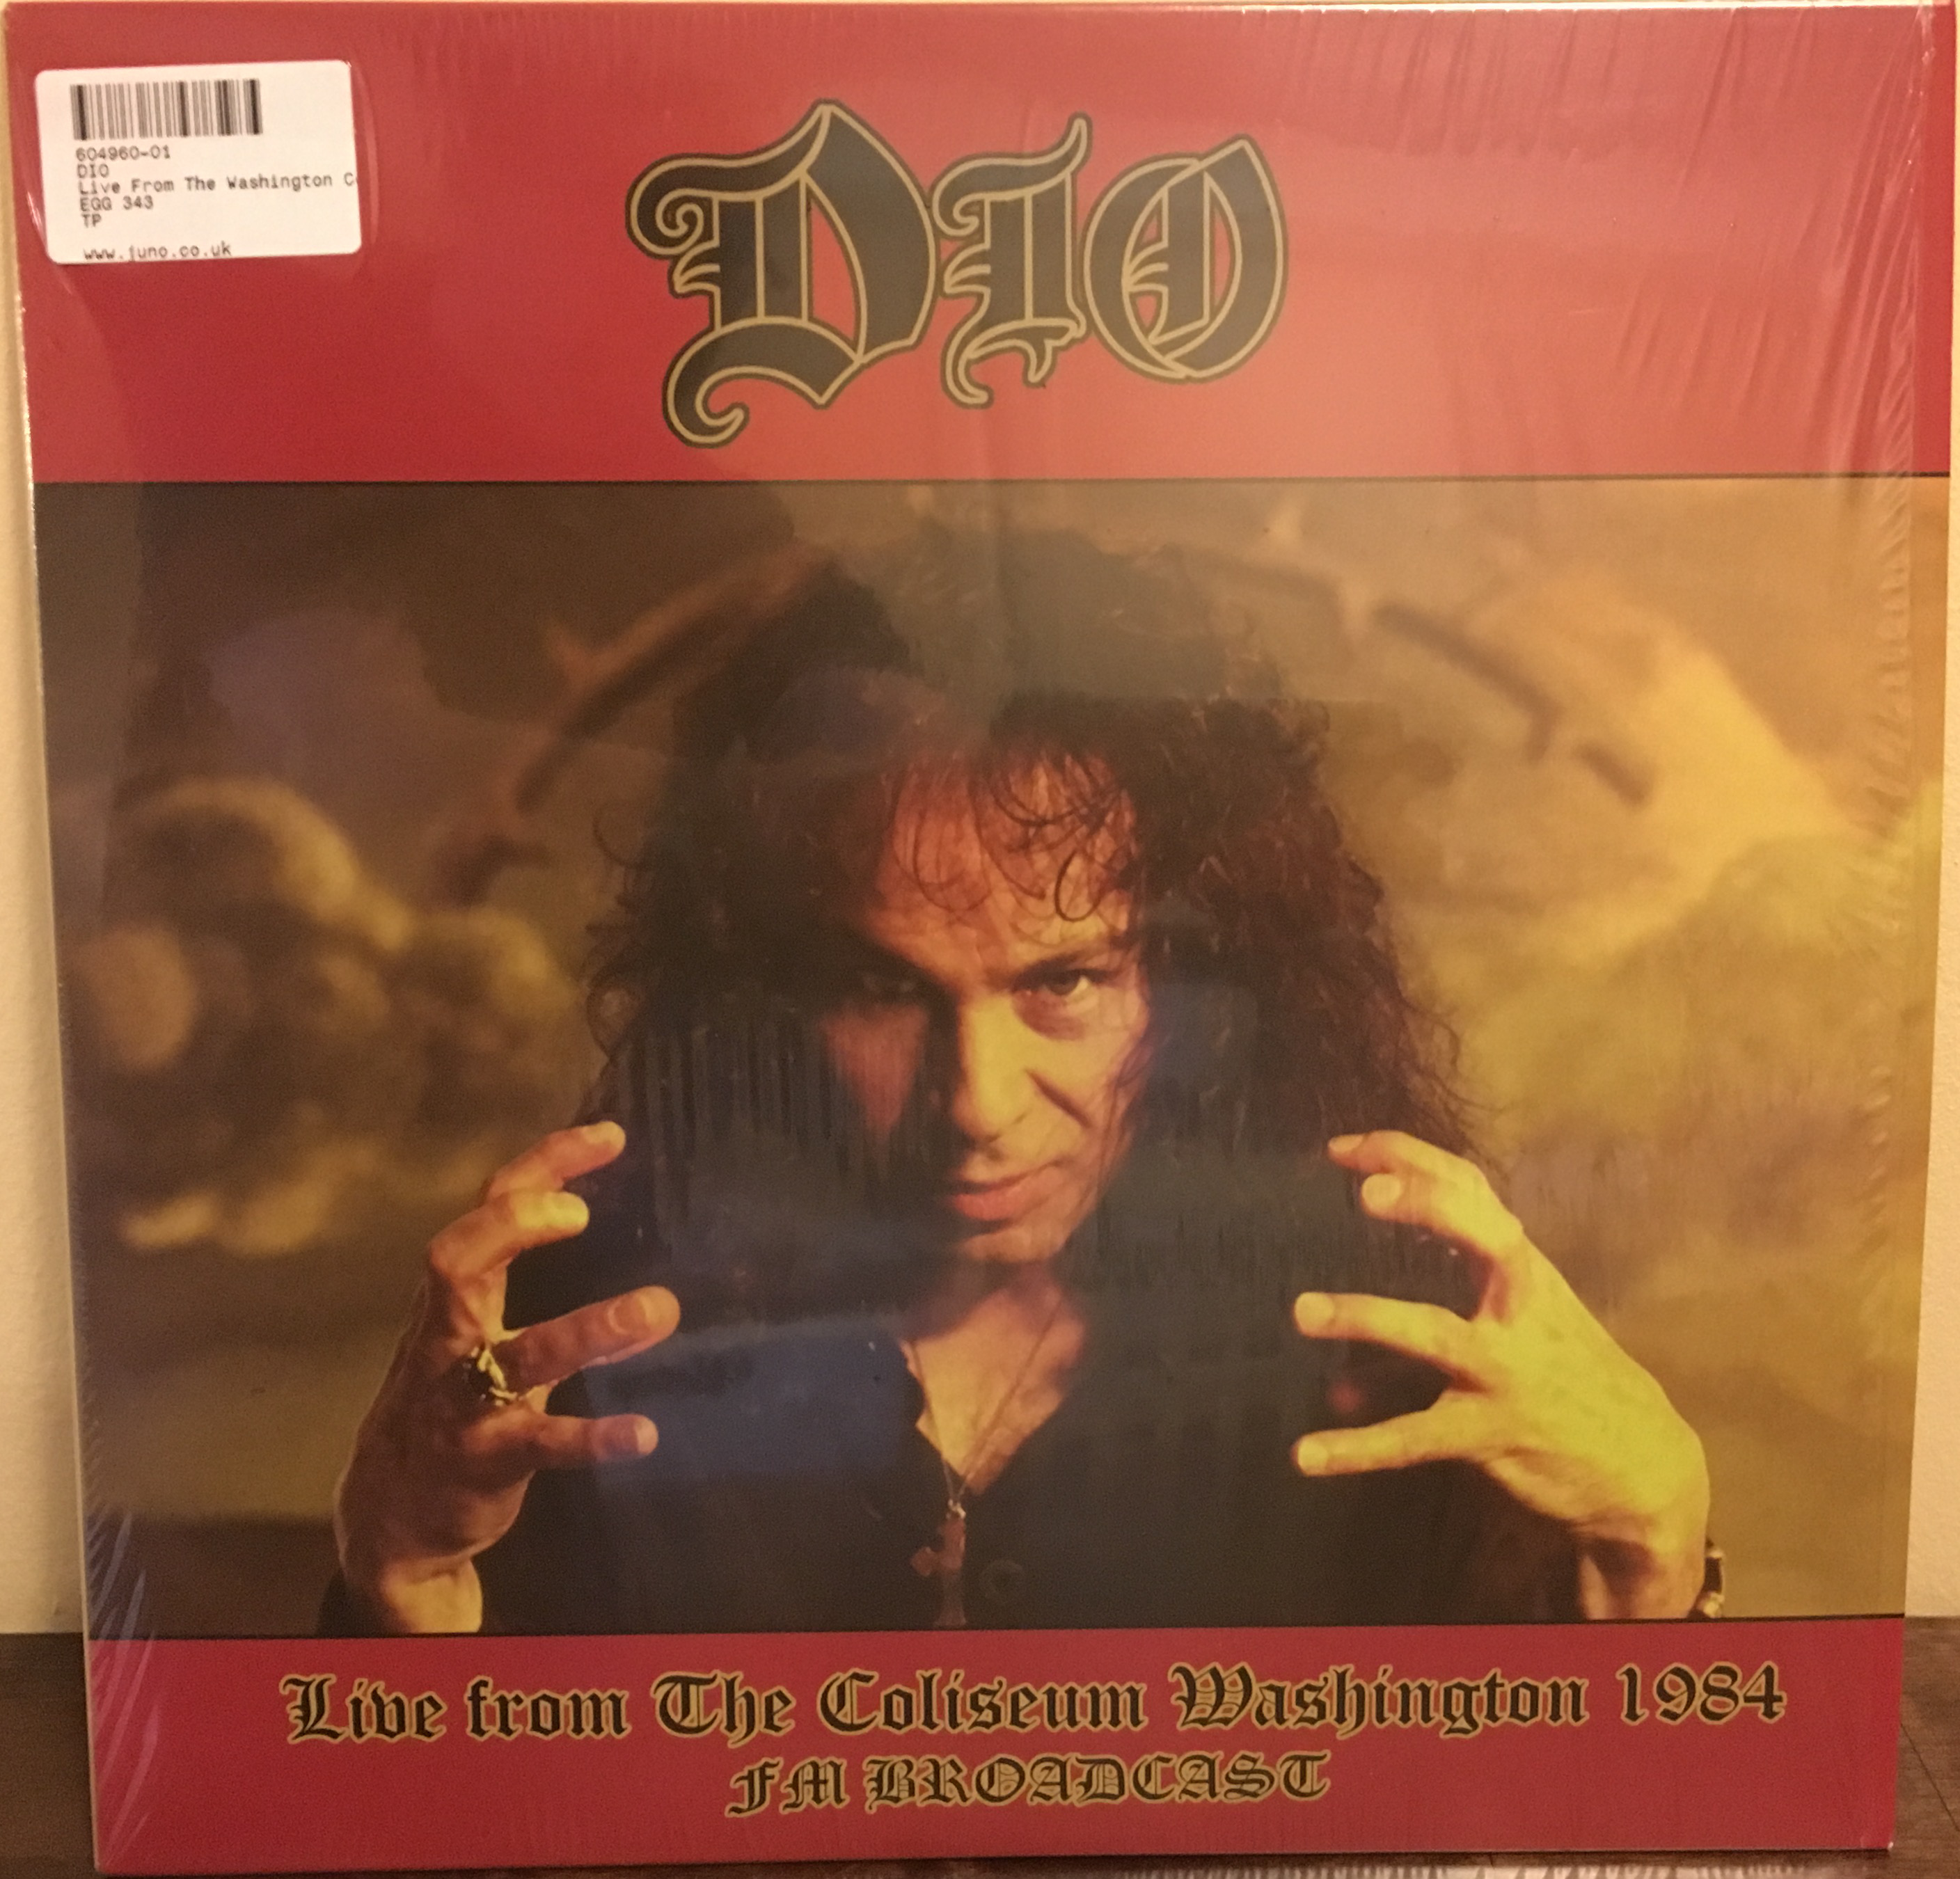 604960-01
DIO
Live From The Washington C
EGG 343
TP
www.juno.co.uk
DIO
Live from The Coliseum Washington 1984
FM BROADCAST